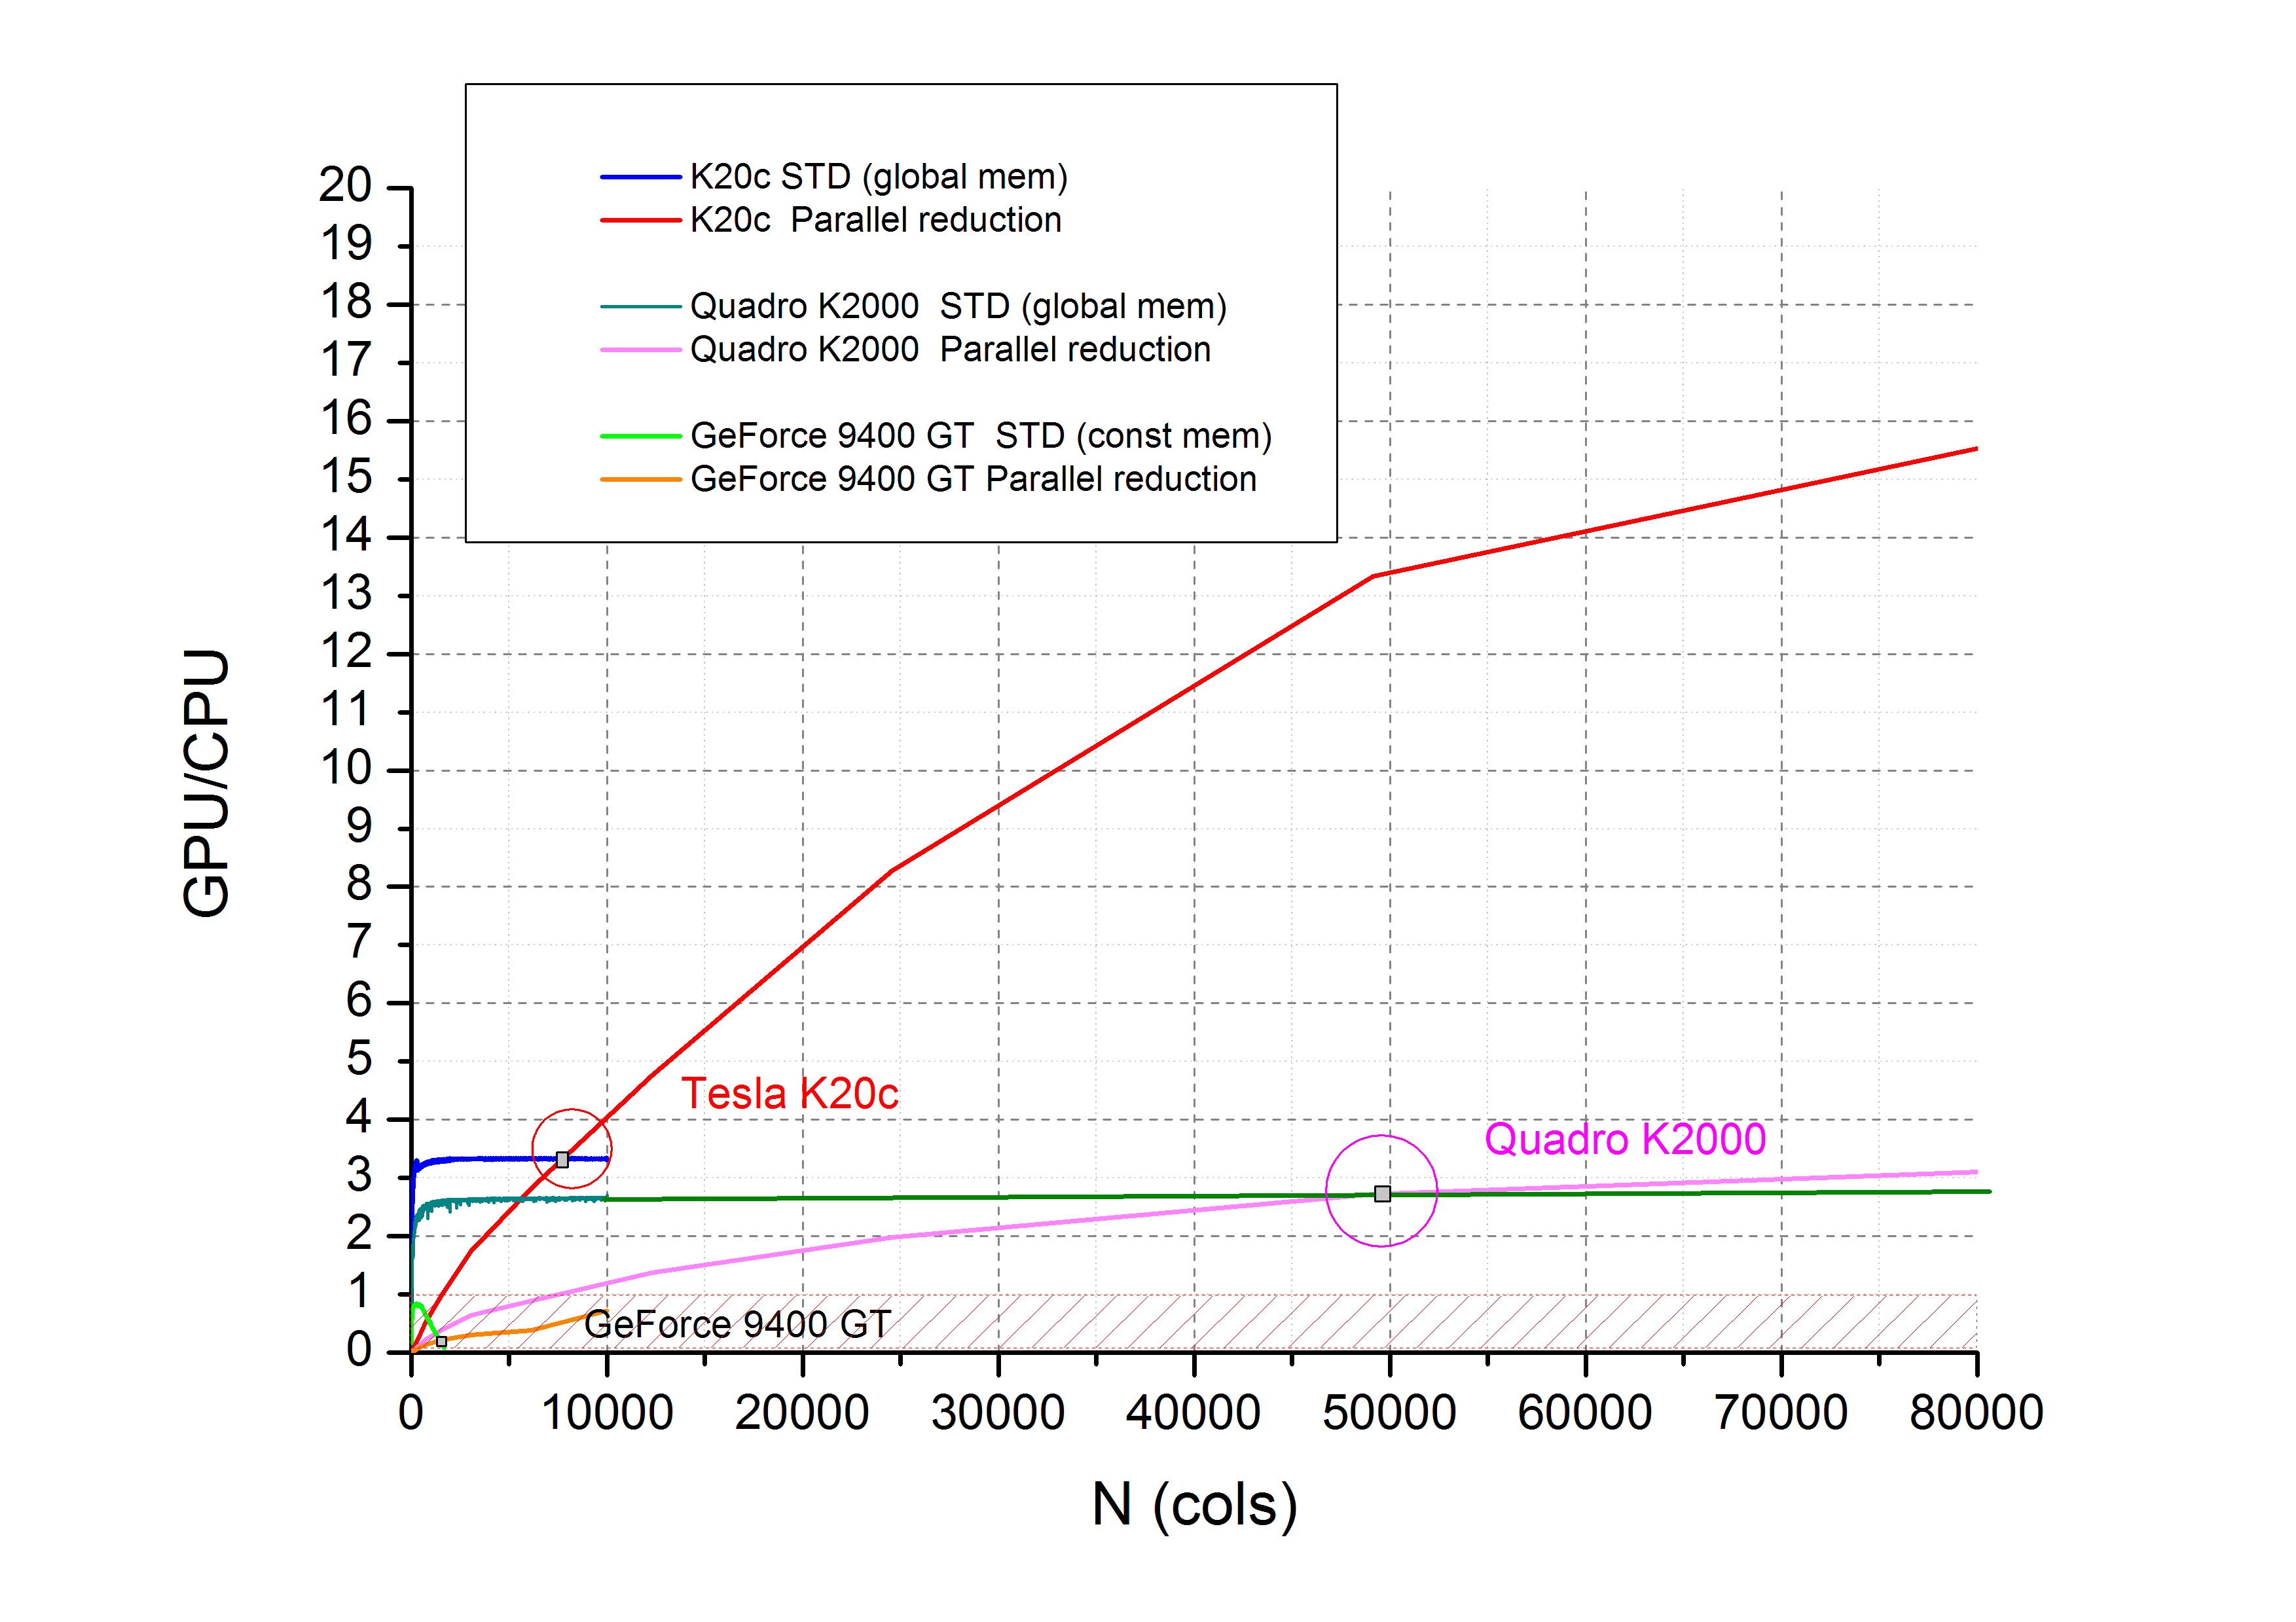 K20c STD (global mem)
K20c  Parallel reduction
Quadro K2000  STD (global mem)
Quadro K2000  Parallel reduction
GeForce 9400 GT  STD (const mem)
GeForce 9400 GT Parallel reduction
20
19
18
17
16
15
14
13
12
11
10
9
8
7
6
5
4
3
2
1
0
GPU/CPU
Tesla K20c
Quadro K2000
GeForce 9400 GT
0 10000 20000 30000 40000 50000 60000 70000 80000
N (cols)